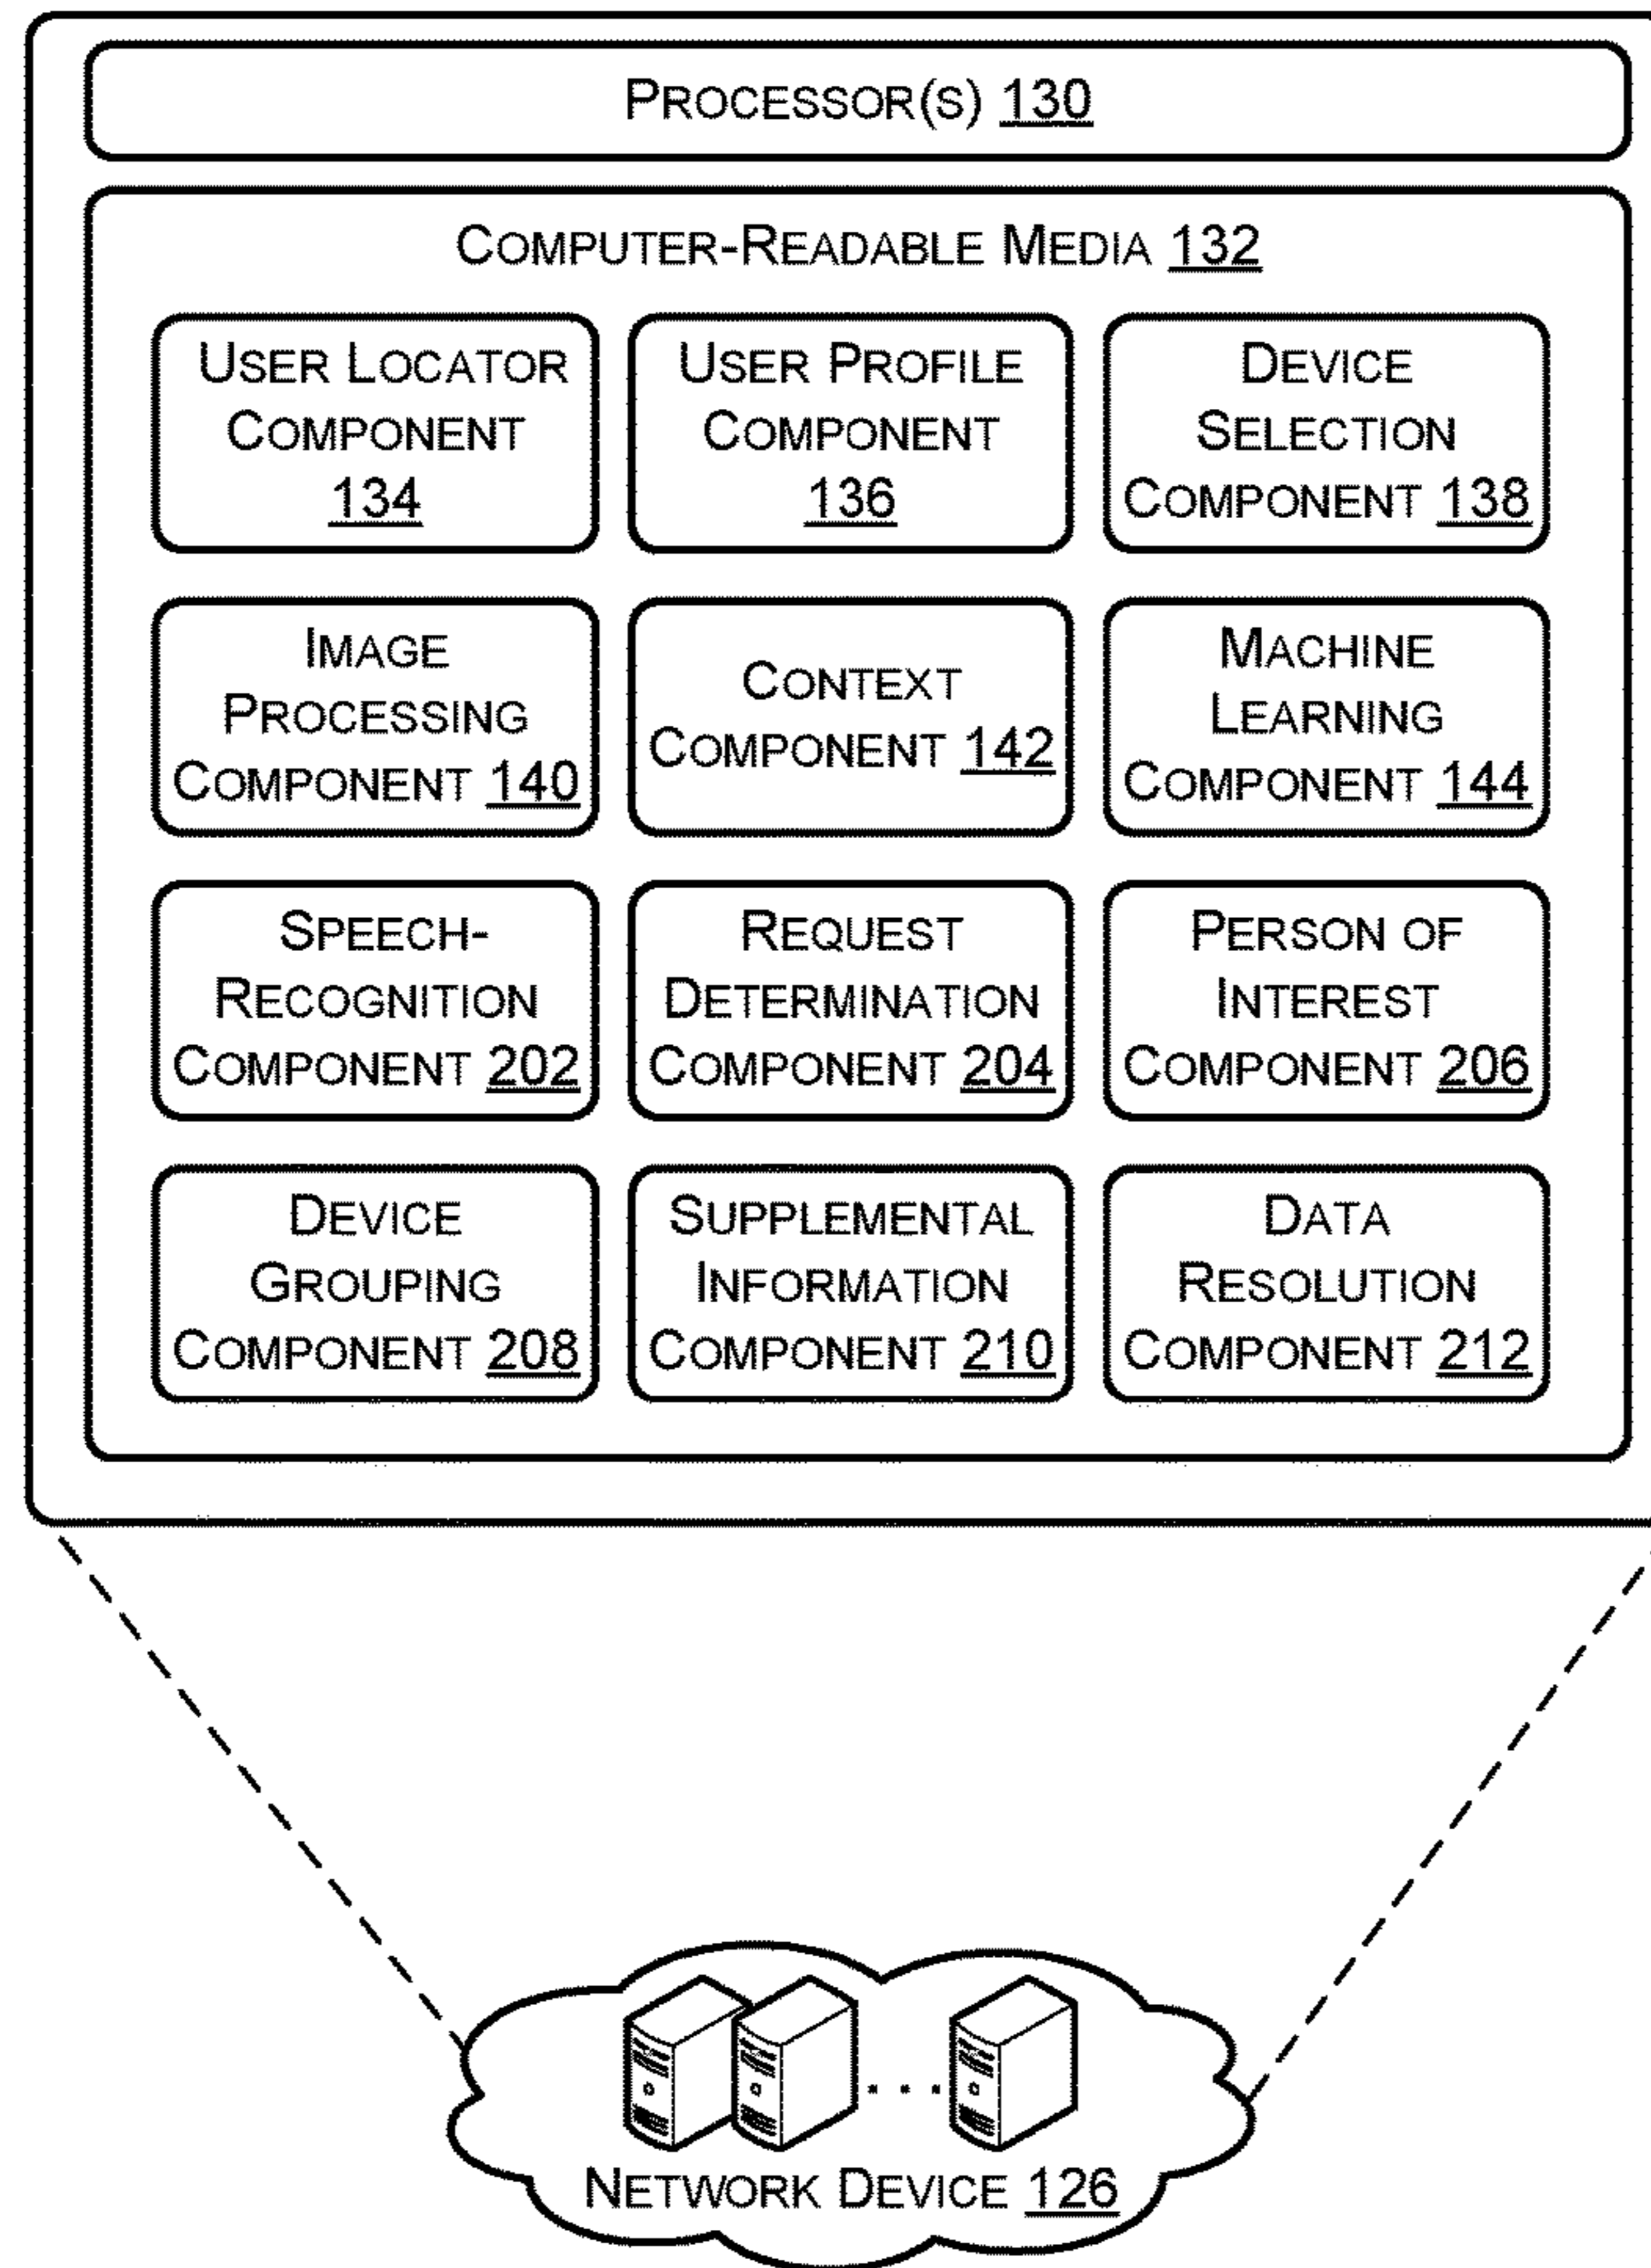 PROCESSOR(S) 130
COMPUTER-READABLE MEDIA 132
USER LOCATOR
COMPONENT
134
USER PROFILE
COMPONENT
136
DEVICE
SELECTION
COMPONENT 138
IMAGE
PROCESSING
COMPONENT 140
CONTEXT
COMPONENT 142
MACHINE
LEARNING
COMPONENT 144
SPEECH-
RECOGNITION
COMPONENT 202
REQUEST
DETERMINATION
COMPONENT 204
PERSON OF
INTEREST
COMPONENT 206
DEVICE
GROUPING
COMPONENT 208
SUPPLEMENTAL
INFORMATION
COMPONENT 210
DATA
RESOLUTION
COMPONENT 212
NETWORK DEVICE 126